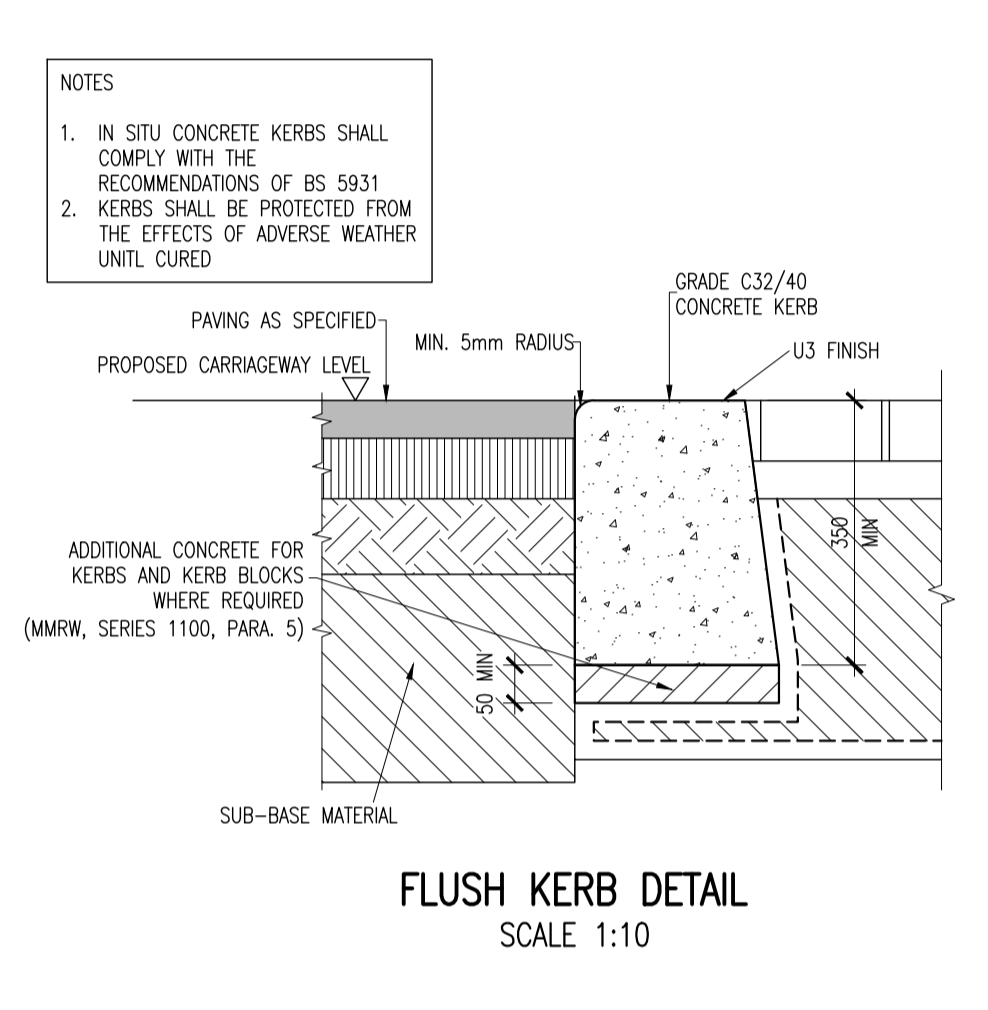 NOTES
1. IN SITU CONCRETE KERBS SHALL
COMPLY WITH THE
RECOMMENDATIONS OF BS 5931
2. KERBS SHALL BE PROTECTED FROM
THE EFFECTS OF ADVERSE WEATHER
UNITL CURED
GRADE C32/40
CONCRETE KERB
PAVING AS SPECIFIED
MIN. 5mm RADIUS
U3 FINISH
PROPOSED CARRIAGEWAY LEVEL
350
MIN
ADDITIONAL CONCRETE FOR
KERBS AND KERB BLOCKS
WHERE REQUIRED
(MMRW, SERIES 1100, PARA. 5)
50 MIN
SUB-BASE MATERIAL
FLUSH KERB DETAIL
SCALE 1:10